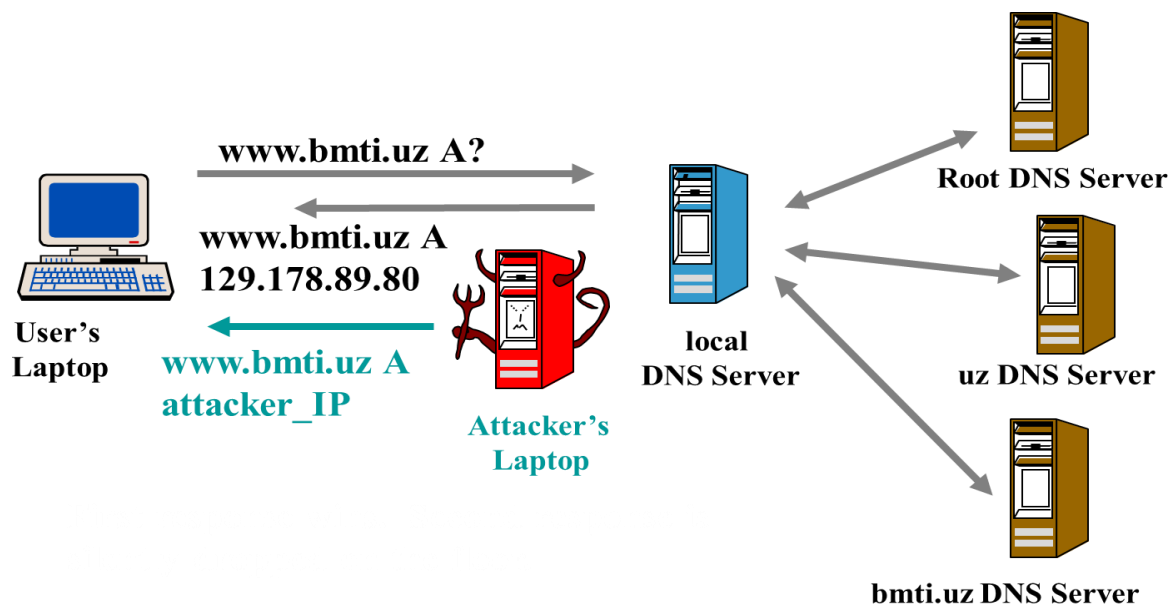 www.bmti.uz A?
Root DNS Server
www.bmti.uz A
129.178.89.80
User's
Laptop
www.bmti.uz A
attacker_IP
Attacker's
Laptop
local
DNS Server
uz DNS Server
bmti.uz DNS Server